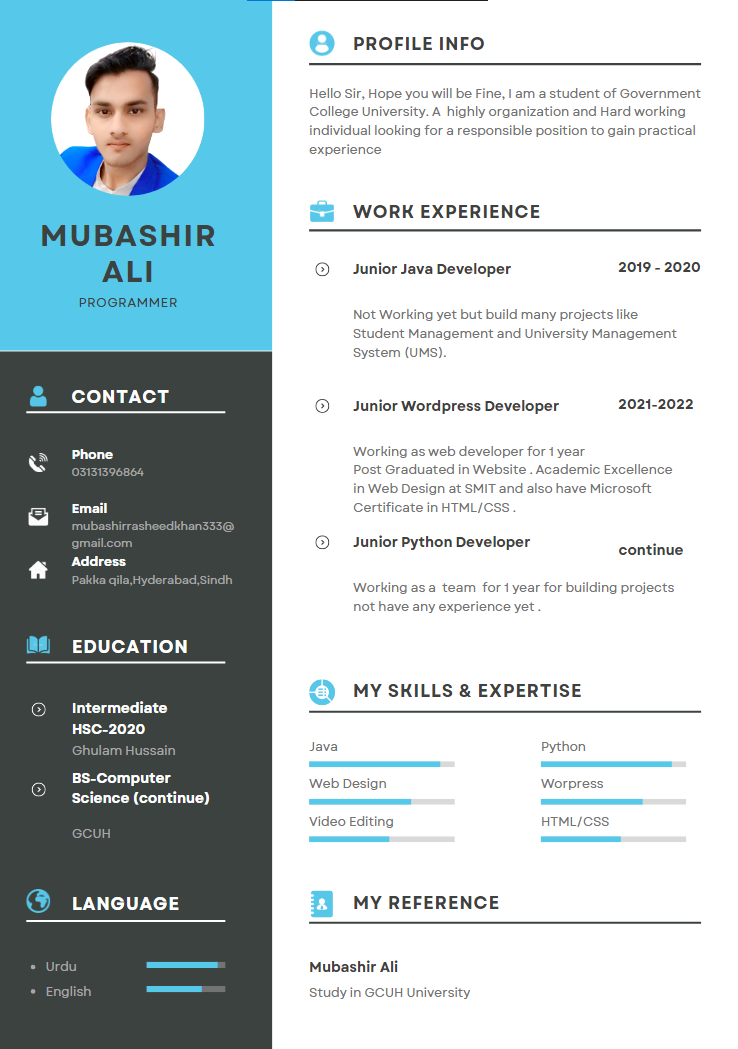 MUBASHIR
ALI
PROGRAMMER
CONTACT
Phone
03131396864
Email
mubashirrasheedkhan333@
gmail.com
Address
Pakka qila,Hyderabad,Sindh
EDUCATION
Intermediate
HSC-2020
Ghulam Hussain
BS-Computer
Science (continue)
GCUH
LANGUAGE
• Urdu
• English
PROFILE INFO
Hello Sir, Hope you will be Fine, I am a student of Government
College University. A  highly organization and Hard working
individual looking for a responsible position to gain practical
experience
WORK EXPERIENCE
Junior Java Developer 2019 - 2020
Not Working yet but build many projects like
Student Management and University Management
System (UMS).
Junior Wordpress Developer 2021-2022
Working as web developer for 1 year
Post Graduated in Website . Academic Excellence
in Web Design at SMIT and also have Microsoft
Certificate in HTML/CSS .
Junior Python Developer continue
Working as a  team  for 1 year for building projects
not have any experience yet .
MY SKILLS & EXPERTISE
Java Python
Web Design Worpress
Video Editing HTML/CSS
MY REFERENCE
Mubashir Ali
Study in GCUH University